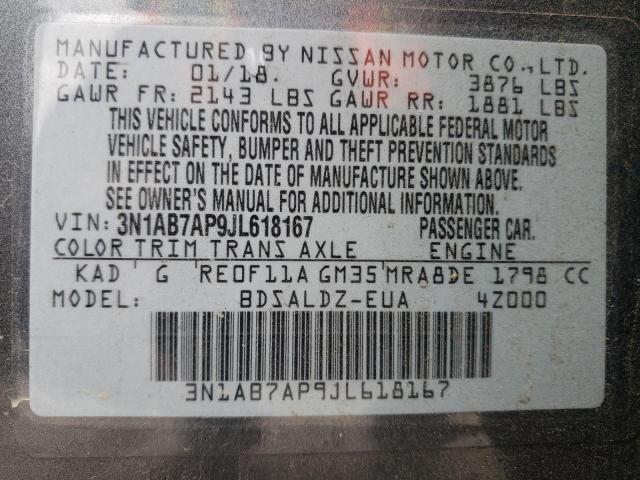 MANUFACTURED BY NISSAN MOTOR CO.,LTD.
DATE: 01/18. GVWR: 3876 LBS
GAWR FR: 2143 LBS GAWR RR: 1881 LBS
THIS VEHICLE CONFORMS TO ALL APPLICABLE FEDERAL MOTOR
VEHICLE SAFETY, BUMPER AND THEFT PREVENTION STANDARDS
IN EFFECT ON THE DATE OF MANUFACTURE SHOWN ABOVE.
SEE OWNER'S MANUAL FOR ADDITIONAL INFORMATION.
VIN: 3N1AB7AP9JL618167 PASSENGER CAR.
COLOR TRIM TRANS AXLE ENGINE
KAD G RE0F11A GM35 MRA8DE 1798 CC
MODEL: BDSALDZ-EUA 4Z000
3N1AB7AP9JL618167